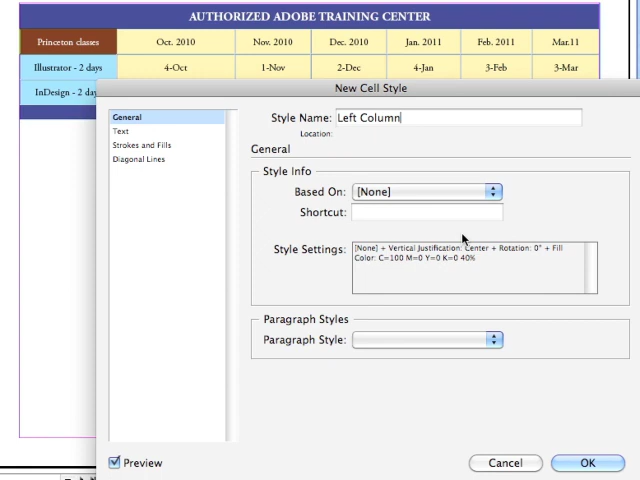 AUTHORIZED ADOBE TRAINING CENTER
Princeton classes Oct. 2010 Nov. 2010 Dec. 2010 Jan. 2011 Feb. 2011 Mar.11
Illustrator - 2 days 4-Oct 1-Nov 2-Dec 4-Jan 3-Feb 3-Mar
InDesign - 2 day
New Cell Style
General
Text
Strokes and Fills
Diagonal Lines
Style Name: Left Column
Location:
General
Style Info
Based On: [None]
Shortcut:
Style Settings: [None] + Vertical Justification: Center + Rotation: 0° + Fill
Color: C=100 M=0 Y=0 K=0 40%
Paragraph Styles
Paragraph Style:
Preview
Cancel
OK